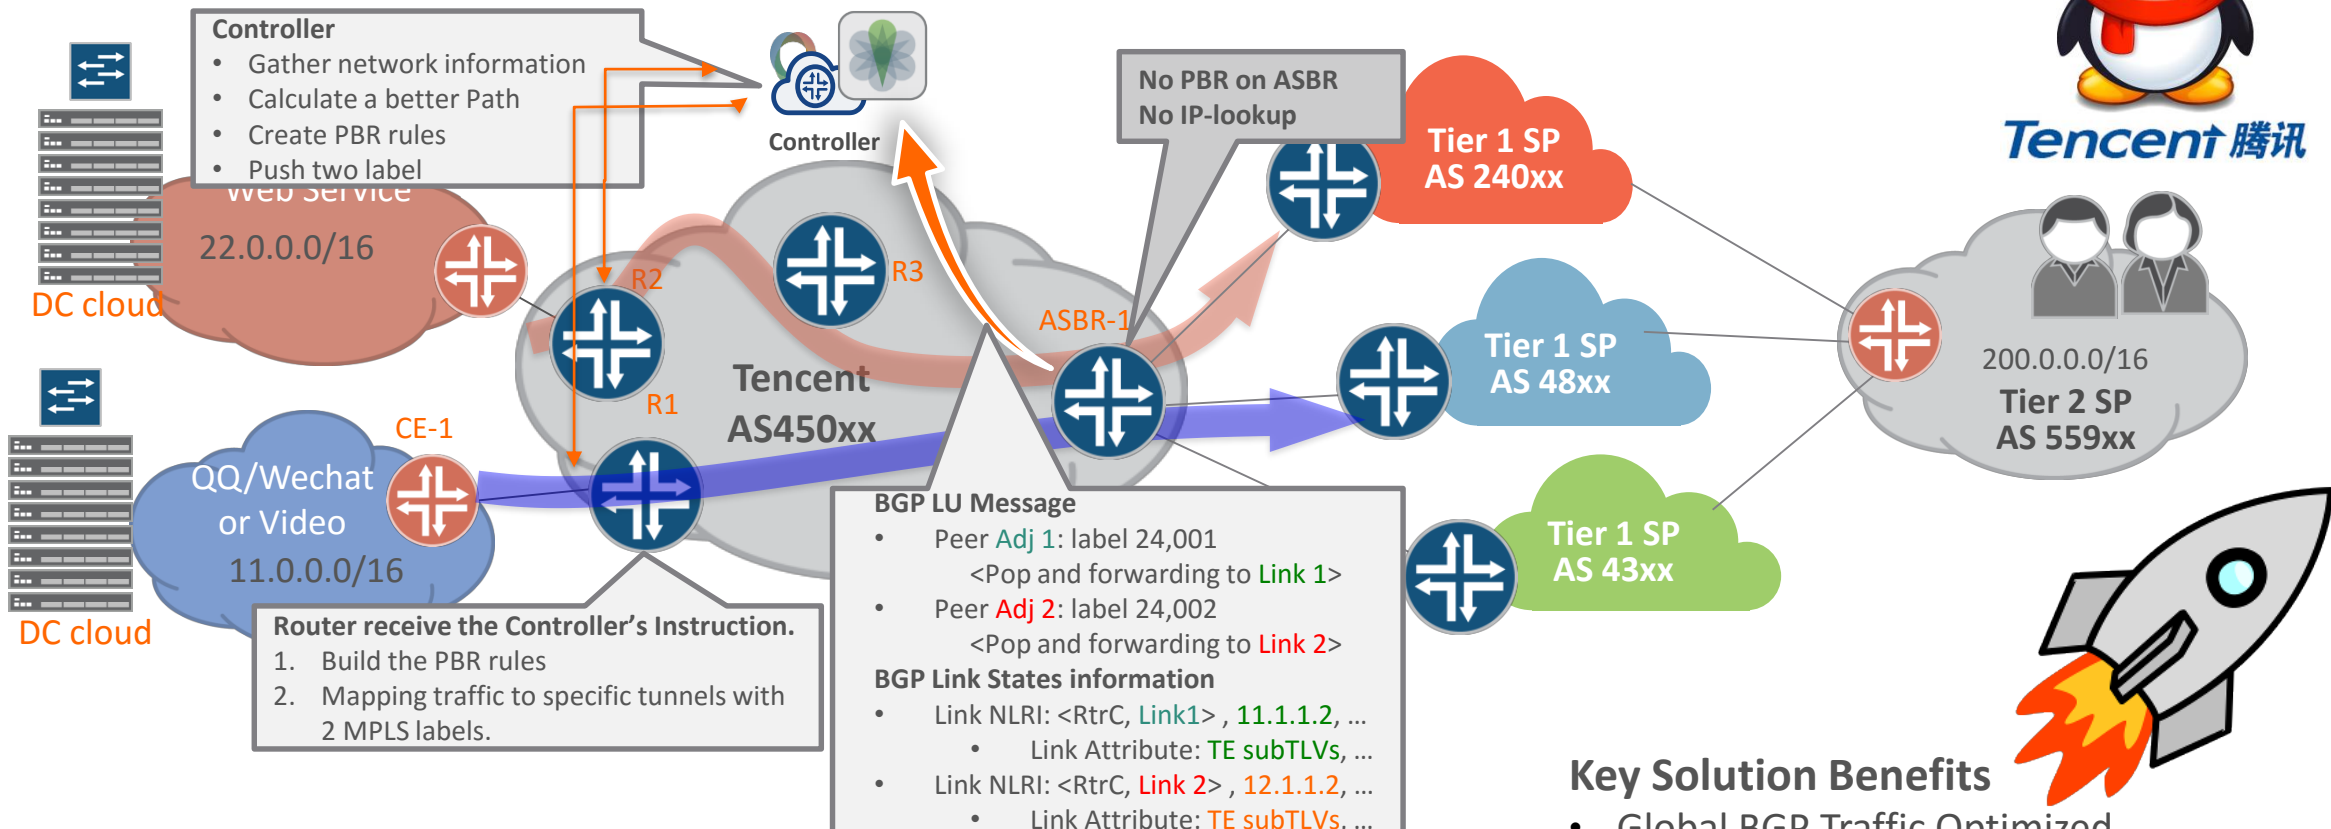 Controller
• Gather network information
• Calculate a better Path
• Create PBR rules
• Push two label
Controller
No PBR on ASBR
No IP-lookup
Tier 1 SP
AS 240xx
Tencent 腾讯
Web Service
22.0.0.0/16
DC cloud
R2
R3
ASBR-1
Tencent
AS450xx
R1
Tier 1 SP
AS 48xx
200.0.0.0/16
Tier 2 SP
AS 559xx
CE-1
QQ/Wechat
or Video
11.0.0.0/16
DC cloud
Tier 1 SP
AS 43xx
Router receive the Controller's Instruction.
1. Build the PBR rules
2. Mapping traffic to specific tunnels with
2 MPLS labels.
BGP LU Message
• Peer Adj 1: label 24,001
<Pop and forwarding to Link 1>
• Peer Adj 2: label 24,002
<Pop and forwarding to Link 2>
BGP Link States information
• Link NLRI: <RtrC, Link1> , 11.1.1.2, ...
• Link Attribute: TE subTLVs, ...
• Link NLRI: <RtrC, Link 2> , 12.1.1.2, ...
• Link Attribute: TE subTLVs, ...
Key Solution Benefits
• Global BGP Traffic Optimized